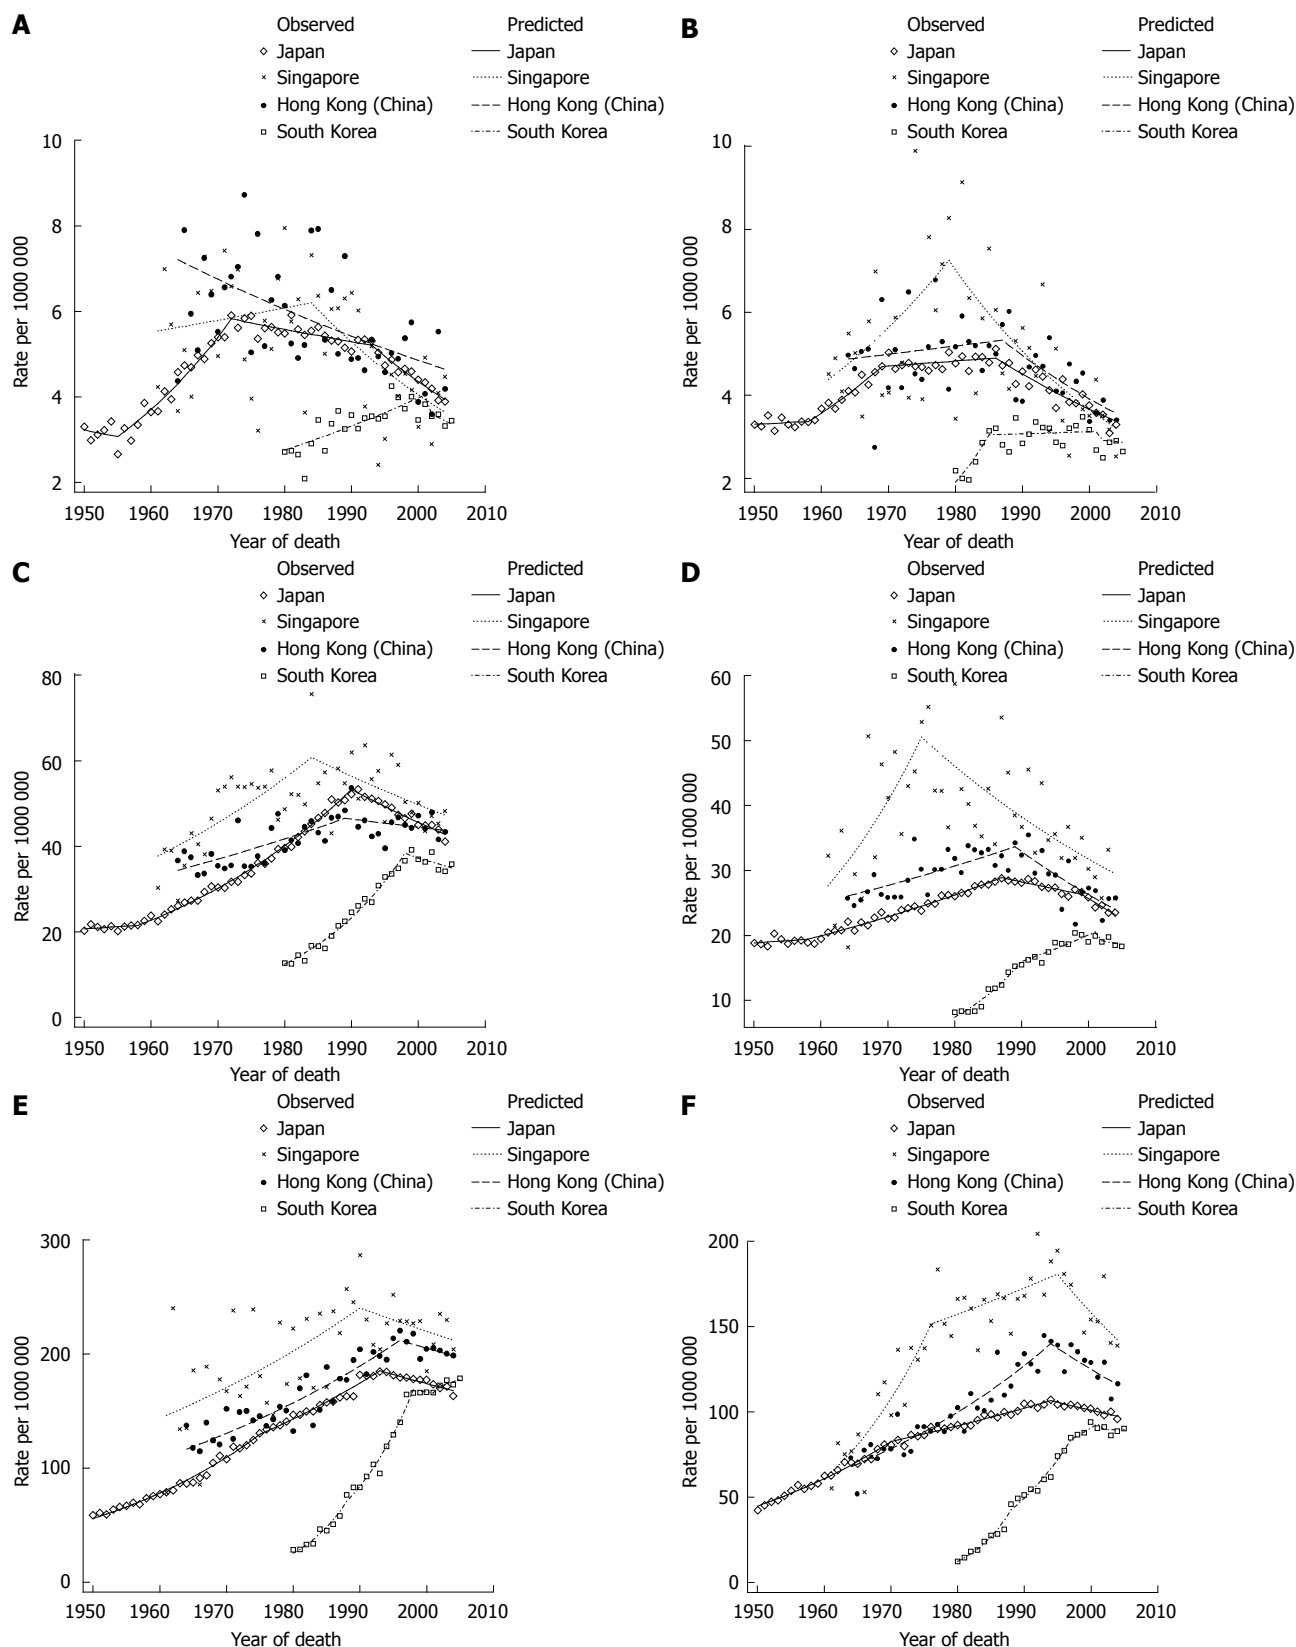 A
Observed Predicted
Japan Japan
Singapore Singapore
Hong Kong (China) Hong Kong (China)
South Korea South Korea
Rate per 1000 000
10
8
6
4
2
1950 1960 1970 1980 1990 2000 2010
Year of death
B
Observed Predicted
Japan Japan
Singapore Singapore
Hong Kong (China) Hong Kong (China)
South Korea South Korea
Rate per 1000 000
10
8
6
4
2
1950 1960 1970 1980 1990 2000 2010
Year of death
C
Observed Predicted
Japan Japan
Singapore Singapore
Hong Kong (China) Hong Kong (China)
South Korea South Korea
Rate per 1000 000
80
60
40
20
0
1950 1960 1970 1980 1990 2000 2010
Year of death
D
Observed Predicted
Japan Japan
Singapore Singapore
Hong Kong (China) Hong Kong (China)
South Korea South Korea
Rate per 1000 000
60
50
40
30
20
10
1950 1960 1970 1980 1990 2000 2010
Year of death
E
Observed Predicted
Japan Japan
Singapore Singapore
Hong Kong (China) Hong Kong (China)
South Korea South Korea
Rate per 1000 000
300
200
100
0
1950 1960 1970 1980 1990 2000 2010
Year of death
F
Observed Predicted
Japan Japan
Singapore Singapore
Hong Kong (China) Hong Kong (China)
South Korea South Korea
Rate per 1000 000
200
150
100
50
0
1950 1960 1970 1980 1990 2000 2010
Year of death